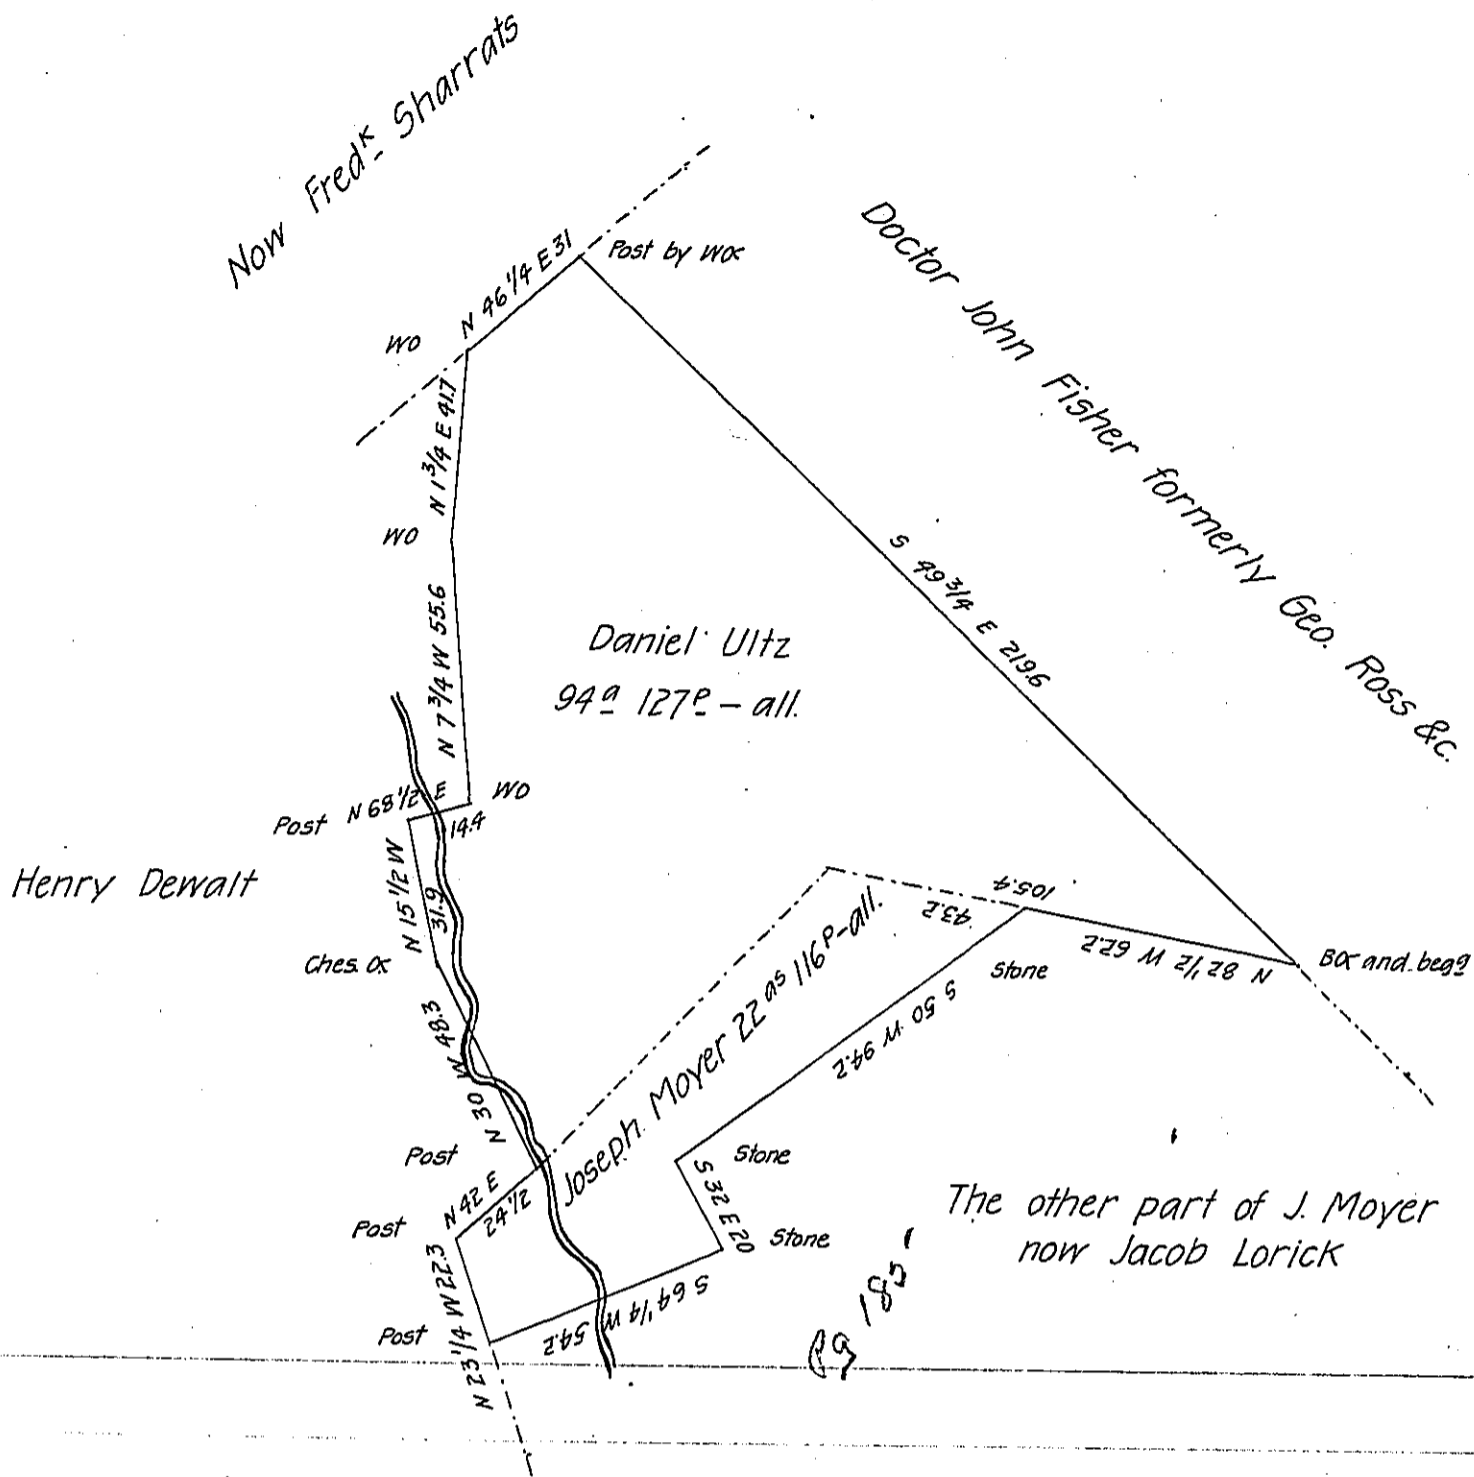 Now Fredᵏ Sharrats
Doctor John Fisher formerly Geo. Ross &c.
N 46 1/4 E 31
Post by wo
WO
N 1 3/4 E 41.7
WO
N 7 3/4 W 55.6
S 49 3/4 E 219.6
Daniel Ultz
94ᵃ 127ᵖ – all.
WO
N 68 1/2 E
14.4
Post
N 15 1/2 W
31.9
Henry Dewalt
Ches. o
105.4
43.2
N 82 1/2 W 62.2
BO and beg.ᵍ
Stone
S 50 W 94.2
Joseph Moyer 22ᵃˢ 116ᵖ-all.
N 30 W 48.3
Post
N 42 E
24 1/2
Post
Stone
S 32 E 20
Stone
S 64 1/4 W 54.2
N 23 1/4 W 22.3
Post
The other part of J. Moyer
now Jacob Lorick
Pg 185